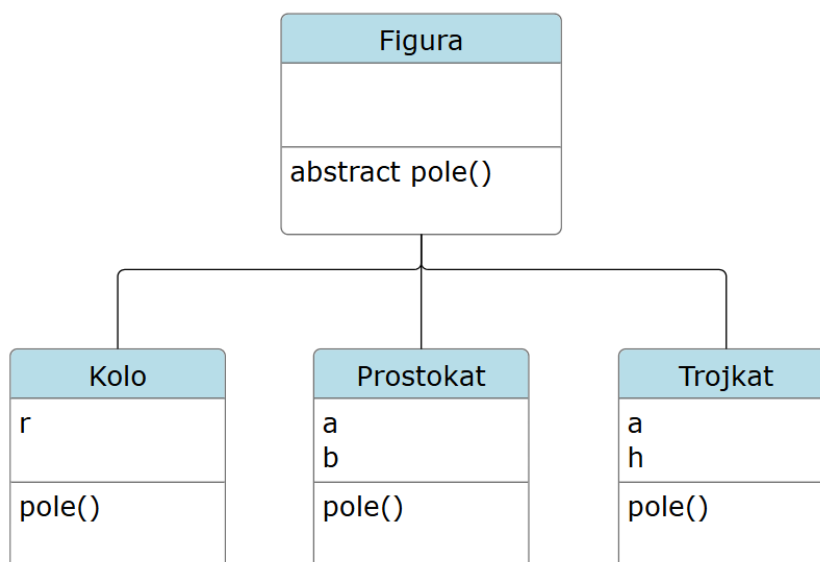 Figura
abstract pole()
Kolo
r
pole()
Prostokat
a
b
pole()
Trojkat
a
h
pole()